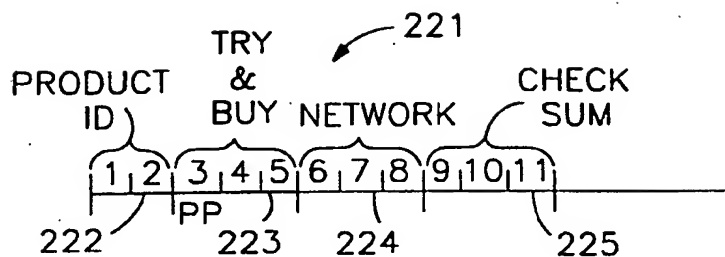 221
TRY
&
BUY
PRODUCT
ID
NETWORK
CHECK
SUM
1 2 3 4 5 6 7 8 9 10 11
PP
222 223 224 225